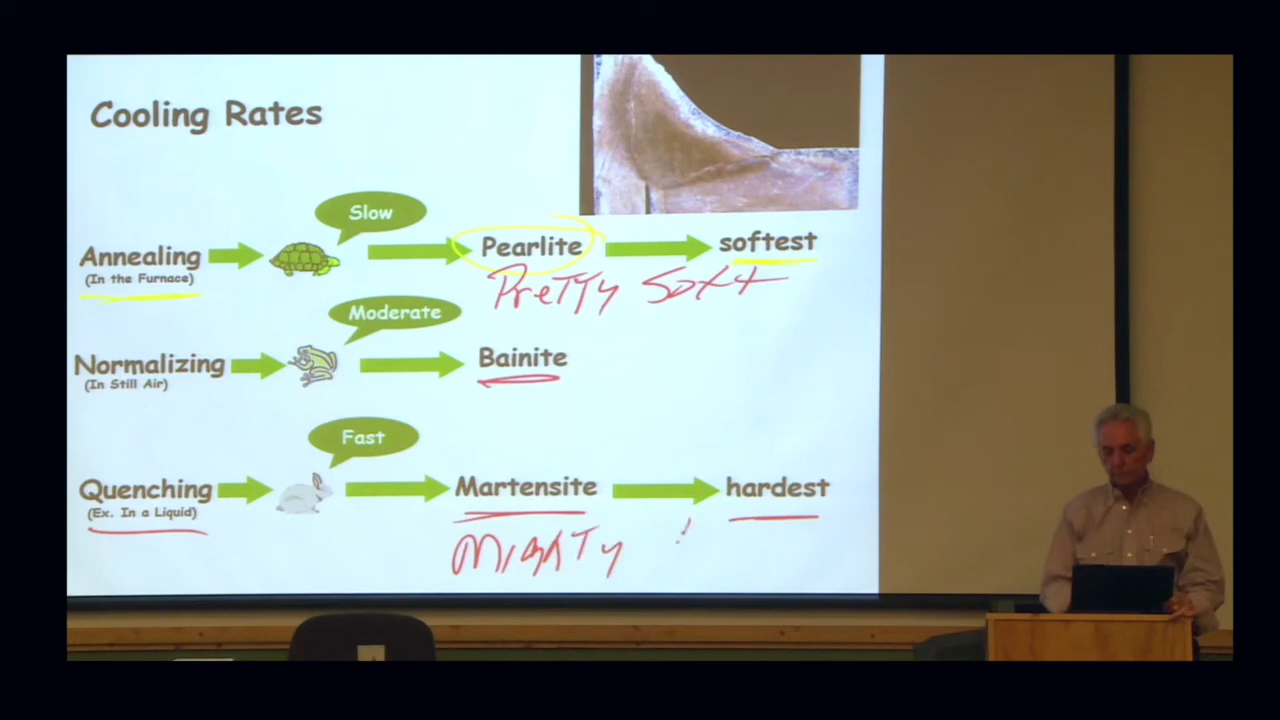 Cooling Rates
Slow
Annealing
(In the Furnace)
Pearlite
softest
Pretty Soft
Moderate
Normalizing
(In Still Air)
Bainite
Fast
Quenching
(Ex. In a Liquid)
Martensite
hardest
Mighty